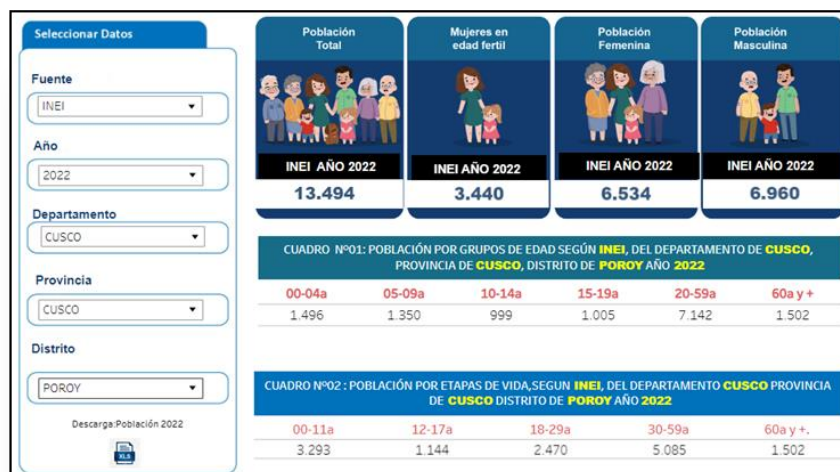 Seleccionar Datos
Fuente
INEI
Año
2022
Departamento
CUSCO
Provincia
CUSCO
Distrito
POROY
Descarga:Población 2022
XLS
Población
Total
INEI AÑO 2022
13.494
Mujeres en
edad fertil
INEI AÑO 2022
3.440
Población
Femenina
INEI AÑO 2022
6.534
Población
Masculina
INEI AÑO 2022
6.960
CUADRO Nº01: POBLACIÓN POR GRUPOS DE EDAD SEGÚN INEI, DEL DEPARTAMENTO DE CUSCO,
PROVINCIA DE CUSCO, DISTRITO DE POROY AÑO 2022
00-04a 05-09a 10-14a 15-19a 20-59a 60a y +
1.496 1.350 999 1.005 7.142 1.502
CUADRO Nº02 : POBLACIÓN POR ETAPAS DE VIDA,SEGUN INEI, DEL DEPARTAMENTO CUSCO PROVINCIA
DE CUSCO DISTRITO DE POROY AÑO 2022
00-11a 12-17a 18-29a 30-59a 60a y +.
3.293 1.144 2.470 5.085 1.502